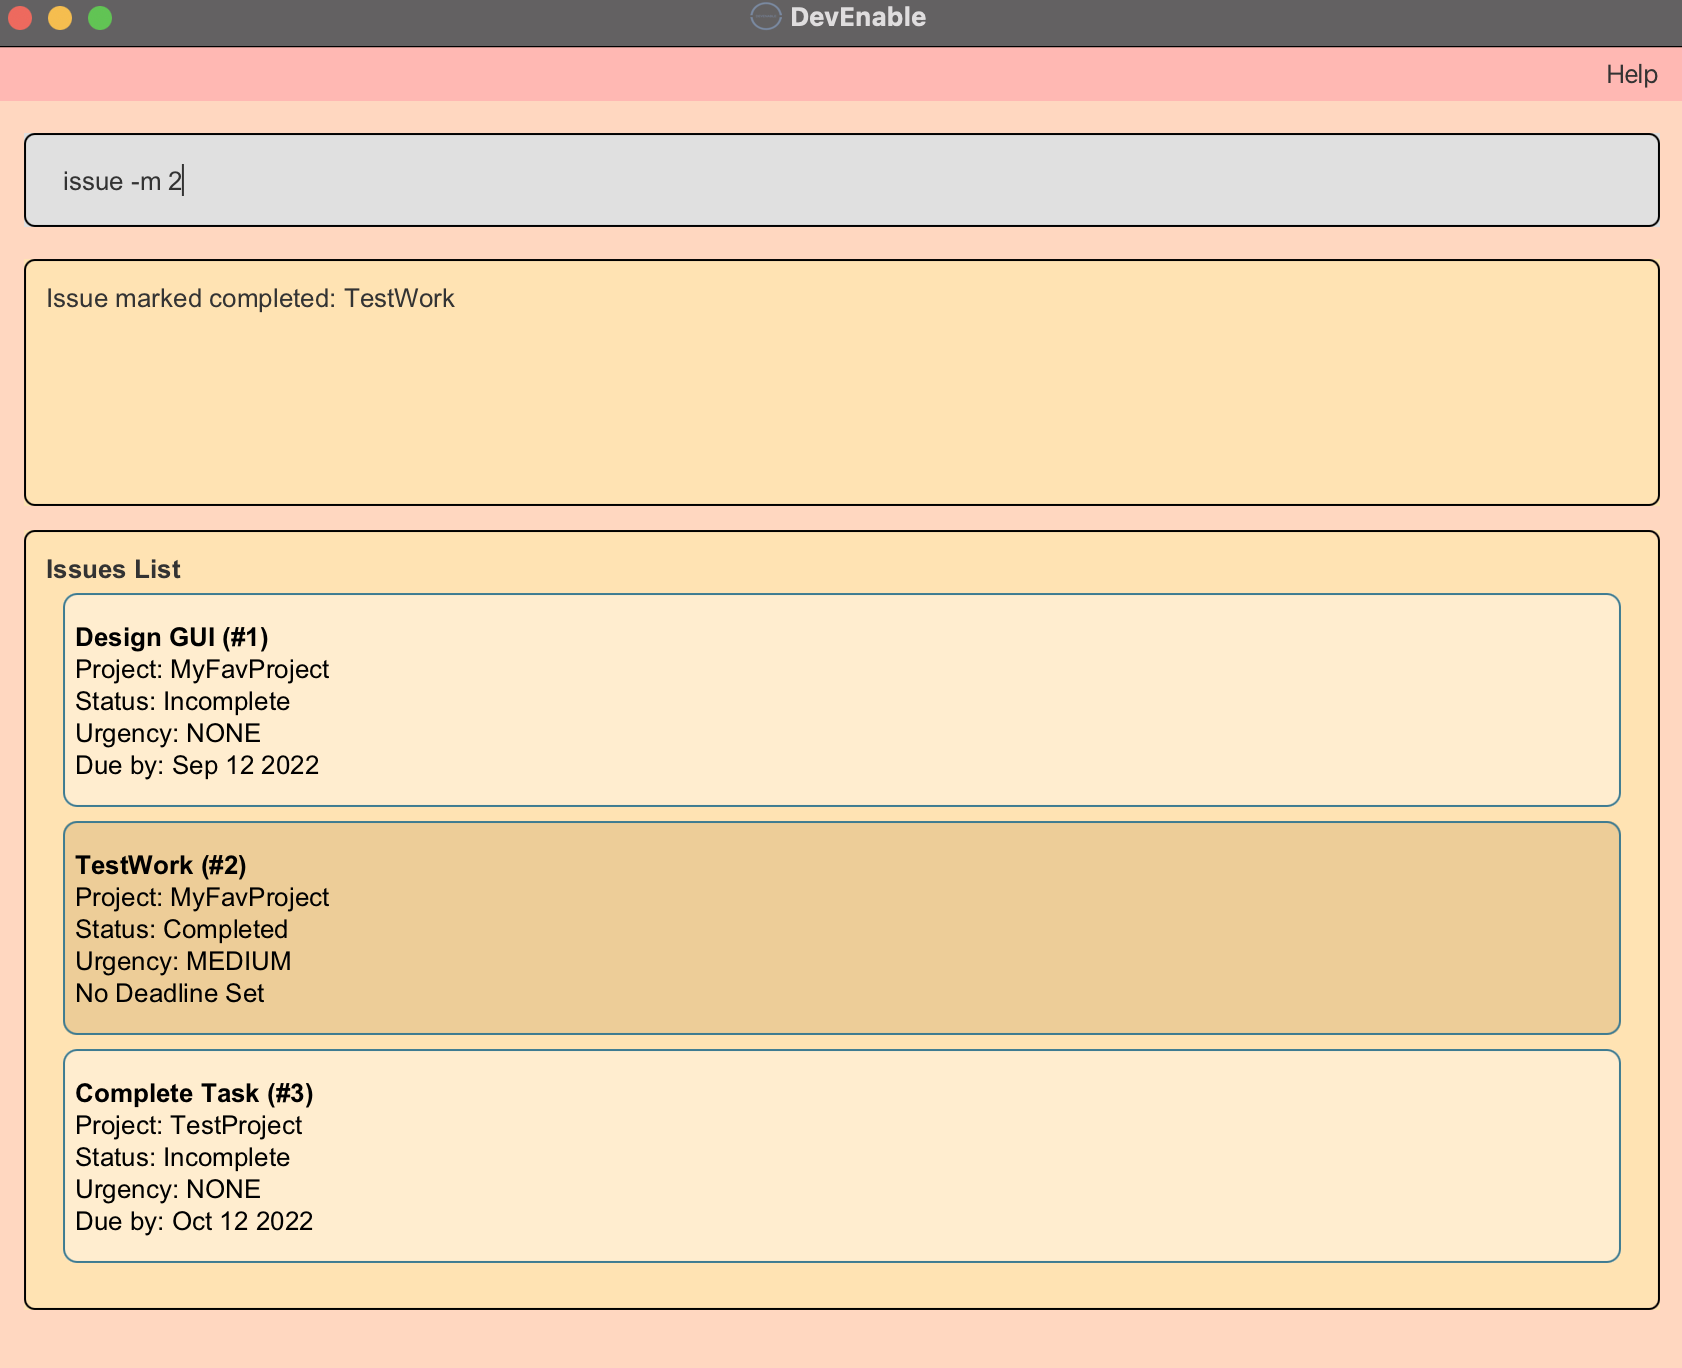 DevEnable
Help
issue -m 2
Issue marked completed: TestWork
Issues List
Design GUI (#1)
Project: MyFavProject
Status: Incomplete
Urgency: NONE
Due by: Sep 12 2022
TestWork (#2)
Project: MyFavProject
Status: Completed
Urgency: MEDIUM
No Deadline Set
Complete Task (#3)
Project: TestProject
Status: Incomplete
Urgency: NONE
Due by: Oct 12 2022